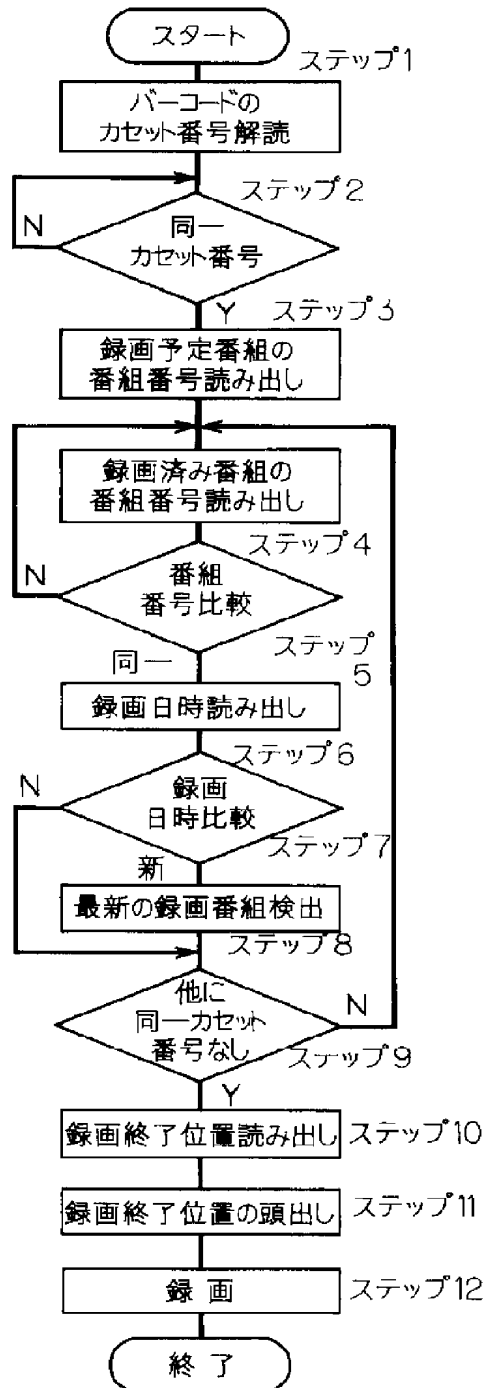 スタート
ステップ1
バーコードの
カセット番号解読
ステップ2
N
同一
カセット番号
Y
ステップ3
録画予定番組の
番組番号読み出し
録画済み番組の
番組番号読み出し
ステップ4
N
番組
番号比較
ステップ
5
同一
録画日時読み出し
ステップ6
N
録画
日時比較
ステップ7
新
最新の録画番組検出
ステップ8
他に
同一カセット
番号なし
N
ステップ9
Y
録画終了位置読み出し
ステップ10
録画終了位置の頭出し
ステップ11
録画
ステップ12
終了